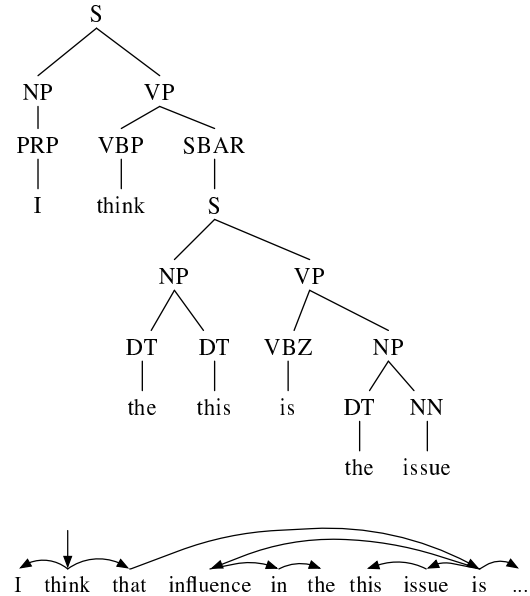 S
NP VP
PRP VBP SBAR
I think S
NP VP
DT DT VBZ NP
the this is DT NN
the issue
I think that influence in the this issue is ...